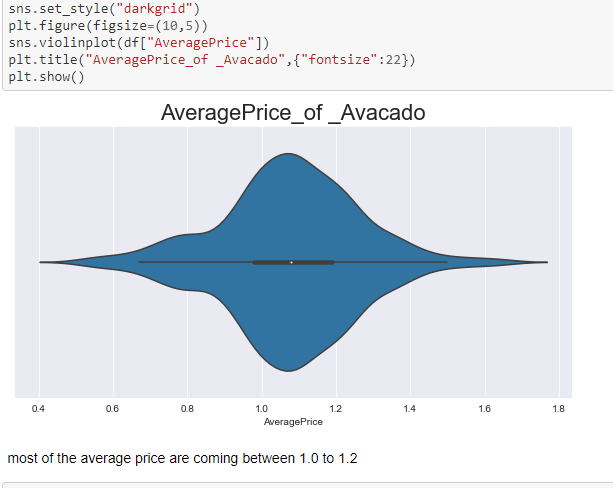 sns.set_style("darkgrid")
plt.figure(figsize=(10,5))
sns.violinplot(df["AveragePrice"])
plt.title("AveragePrice_of _Avacado",{"fontsize":22})
plt.show()
AveragePrice_of _Avacado
0.4 0.6 0.8 1.0 1.2 1.4 1.6 1.8
AveragePrice
most of the average price are coming between 1.0 to 1.2